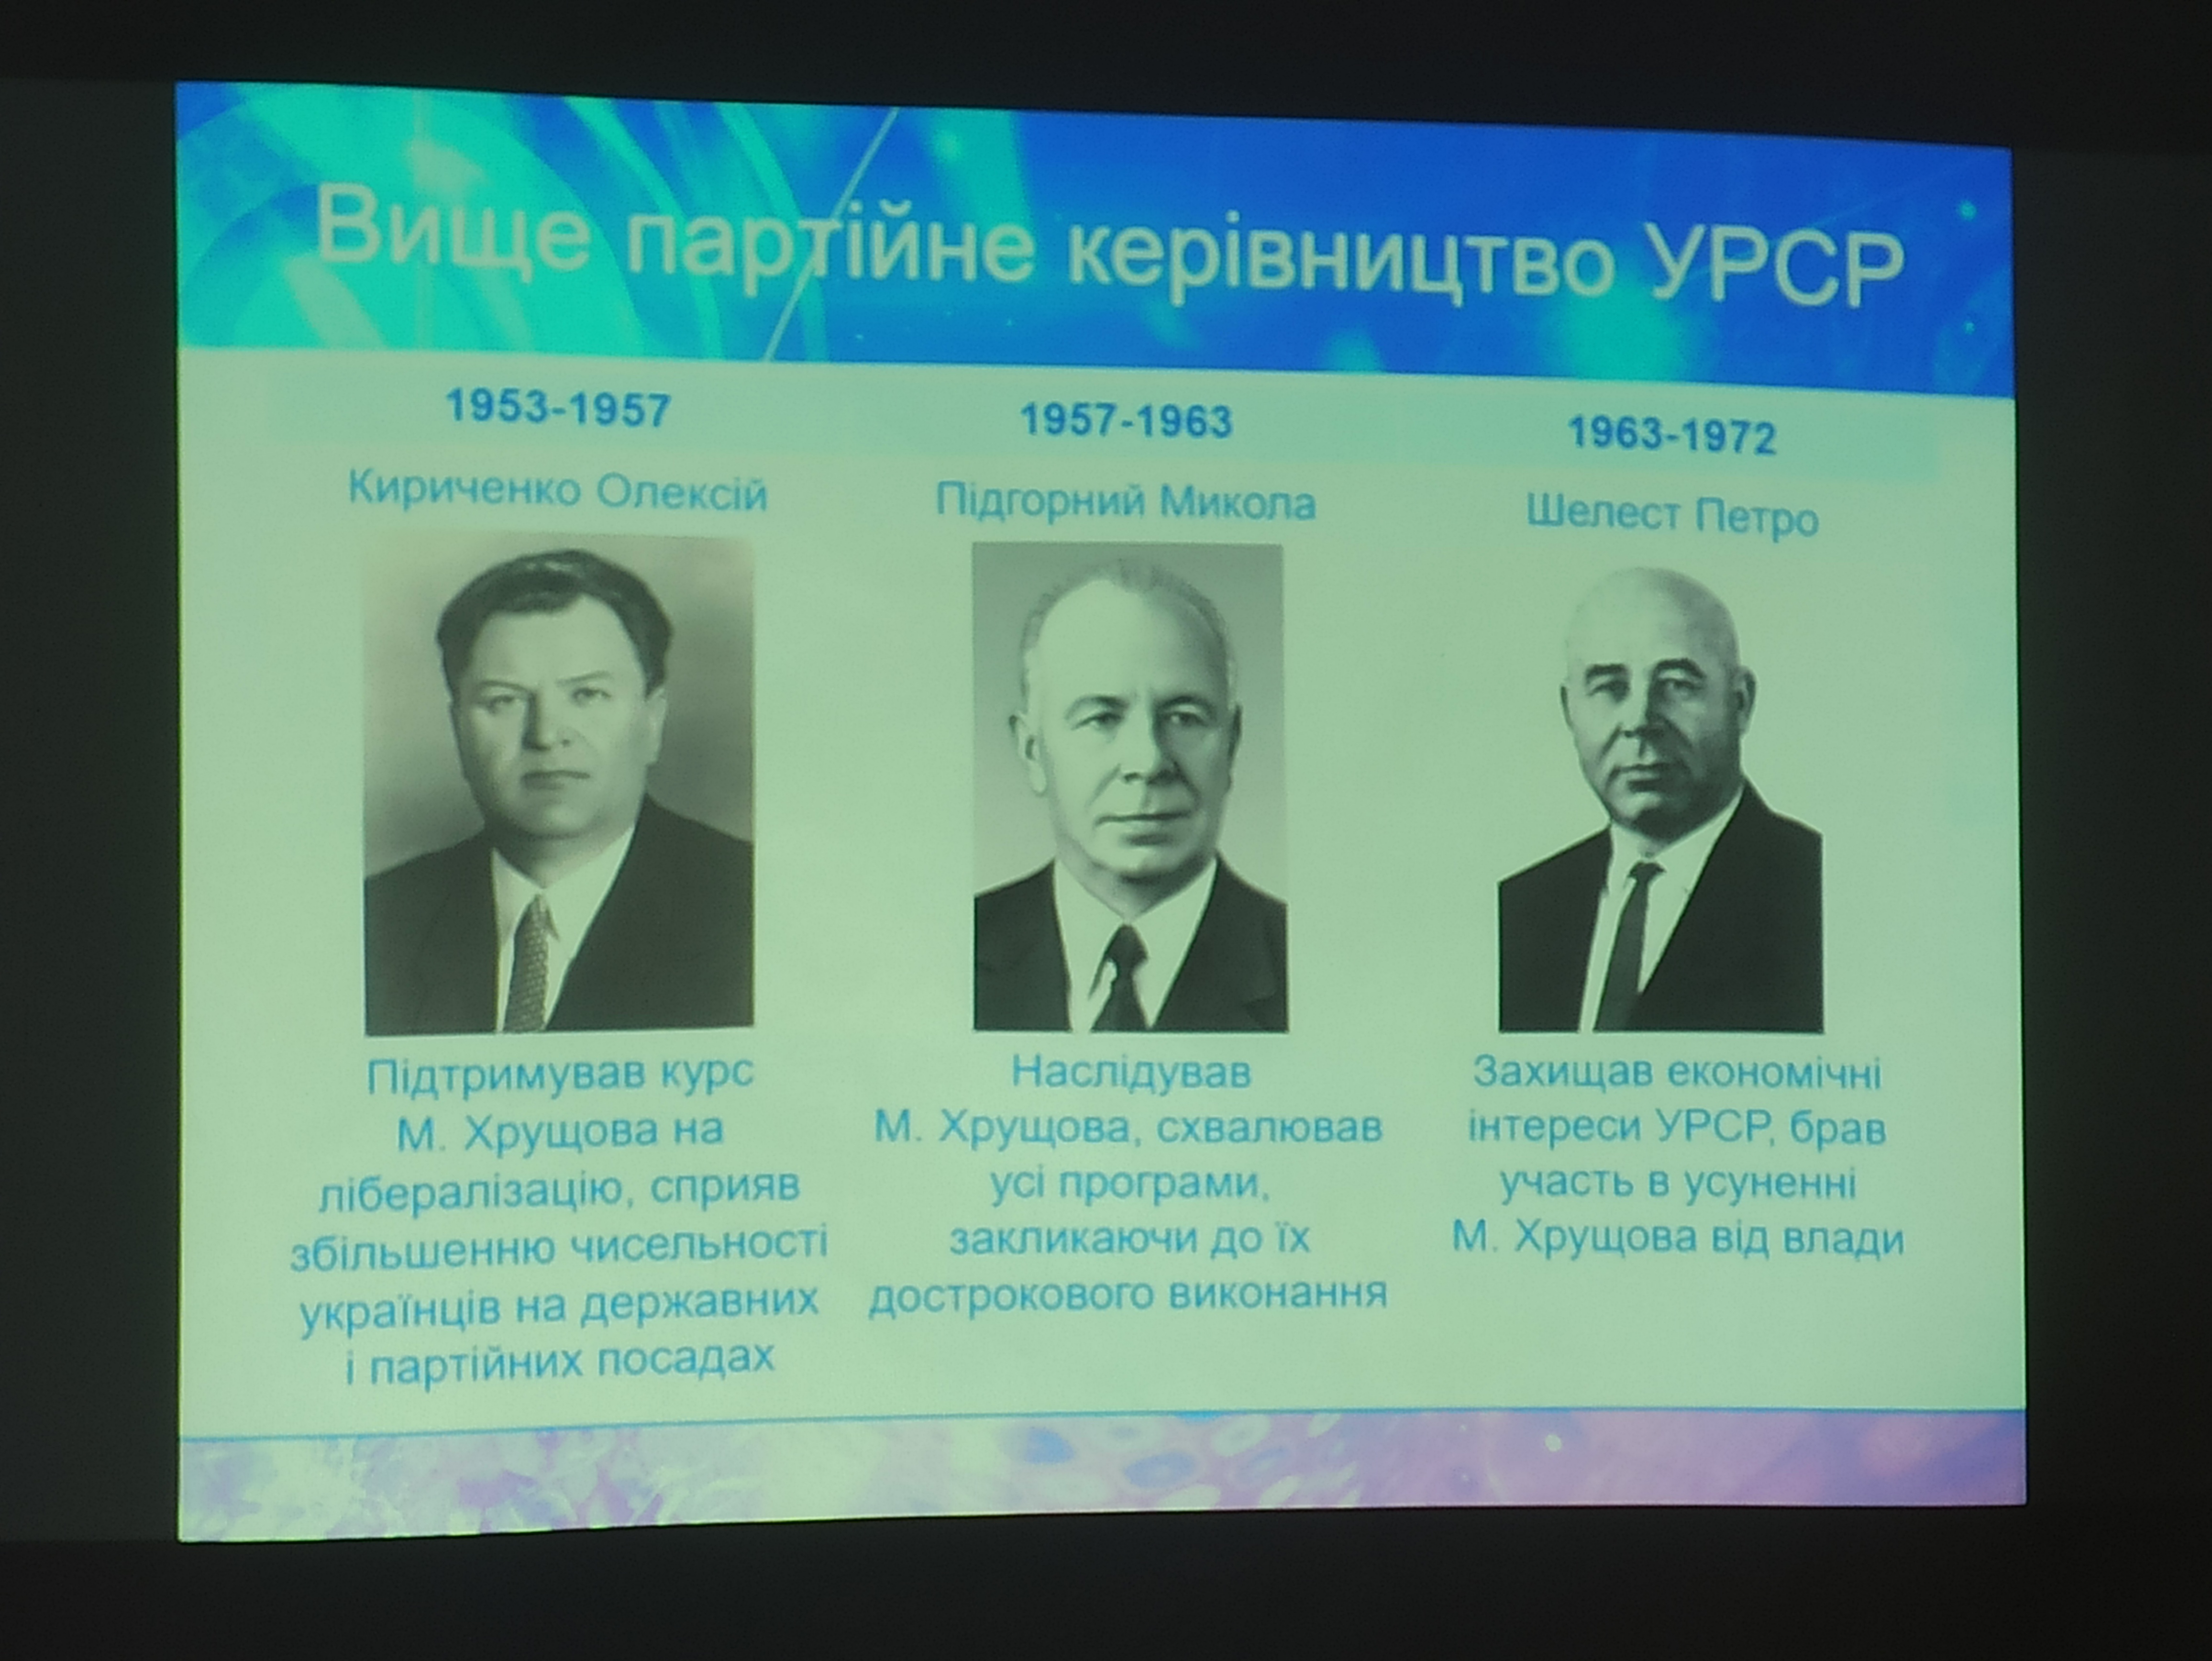 Вище партійне керівництво УРСР
1953-1957
Кириченко Олексій
Підтримував курс
М. Хрущова на
лібералізацію, сприяв
збільшенню чисельності
українців на державних
і партійних посадах
1957-1963
Підгорний Микола
Наслідував
М. Хрущова, схвалював
усі програми,
закликаючи до їх
дострокового виконання
1963-1972
Шелест Петро
Захищав економічні
інтереси УРСР, брав
участь в усуненні
М. Хрущова від влади